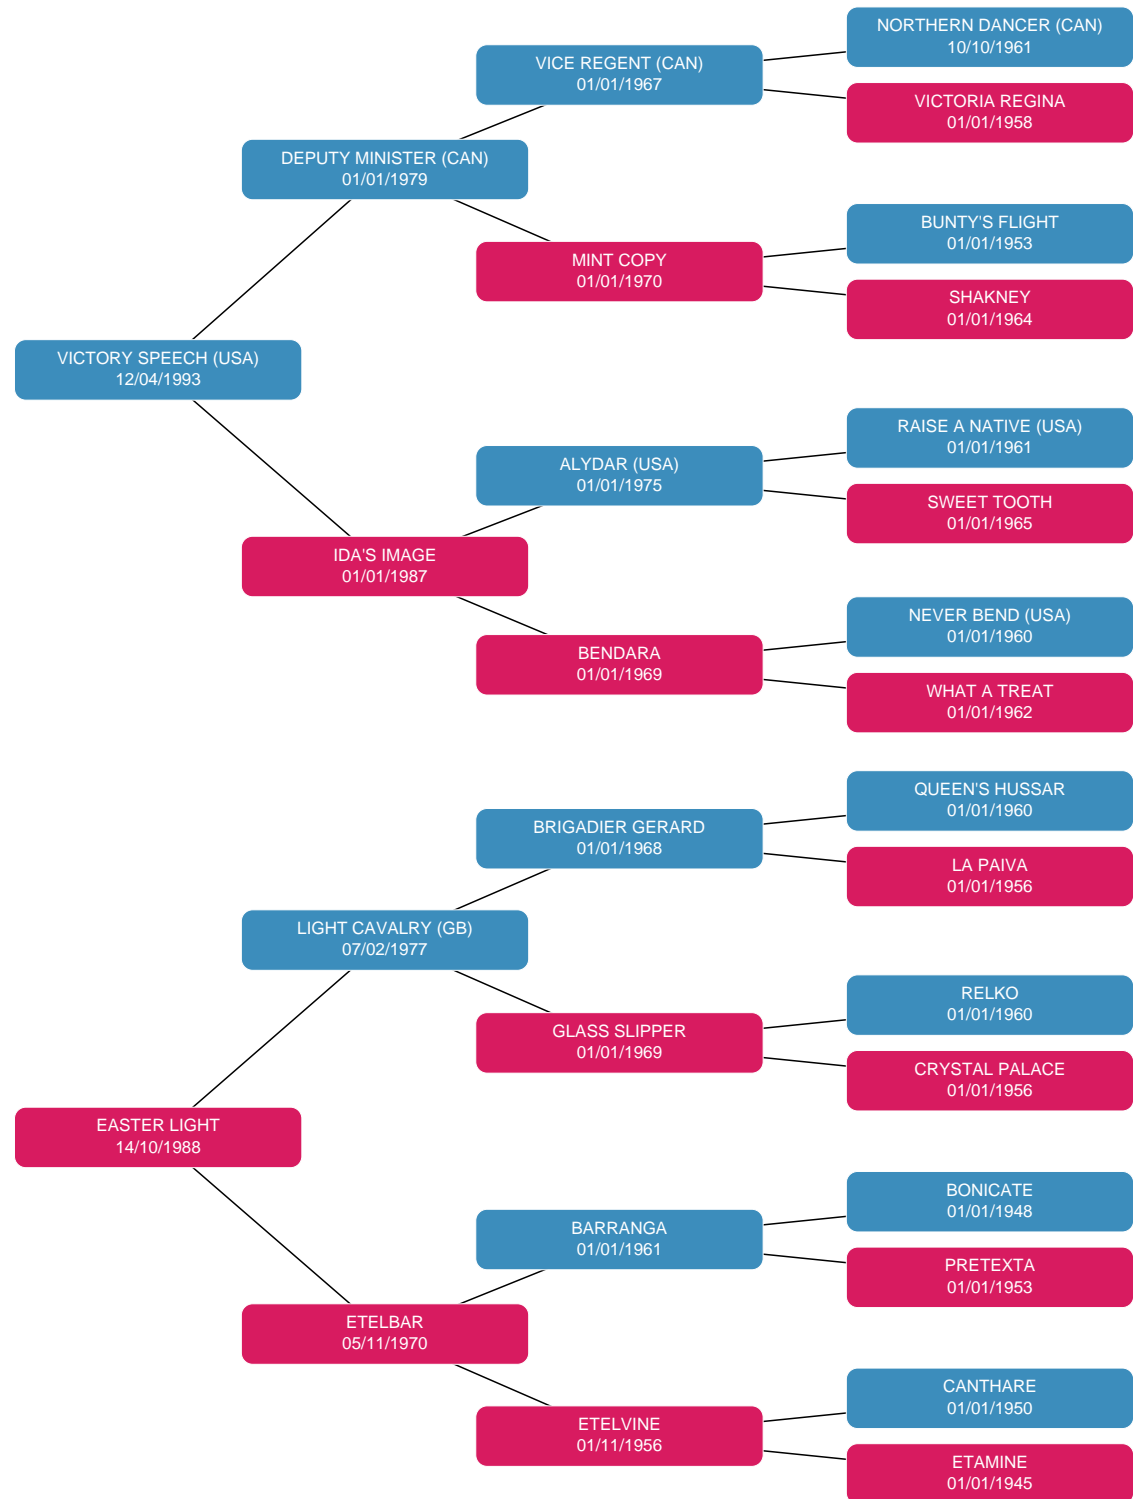 NORTHERN DANCER (CAN)
10/10/1961
VICE REGENT (CAN)
01/01/1967
VICTORIA REGINA
01/01/1958
DEPUTY MINISTER (CAN)
01/01/1979
BUNTY'S FLIGHT
01/01/1953
MINT COPY
01/01/1970
SHAKNEY
01/01/1964
VICTORY SPEECH (USA)
12/04/1993
RAISE A NATIVE (USA)
01/01/1961
ALYDAR (USA)
01/01/1975
SWEET TOOTH
01/01/1965
IDA'S IMAGE
01/01/1987
NEVER BEND (USA)
01/01/1960
BENDARA
01/01/1969
WHAT A TREAT
01/01/1962
QUEEN'S HUSSAR
01/01/1960
BRIGADIER GERARD
01/01/1968
LA PAIVA
01/01/1956
LIGHT CAVALRY (GB)
07/02/1977
RELKO
01/01/1960
GLASS SLIPPER
01/01/1969
CRYSTAL PALACE
01/01/1956
EASTER LIGHT
14/10/1988
BONICATE
01/01/1948
BARRANGA
01/01/1961
PRETEXTA
01/01/1953
ETELBAR
05/11/1970
CANTHARE
01/01/1950
ETELVINE
01/11/1956
ETAMINE
01/01/1945